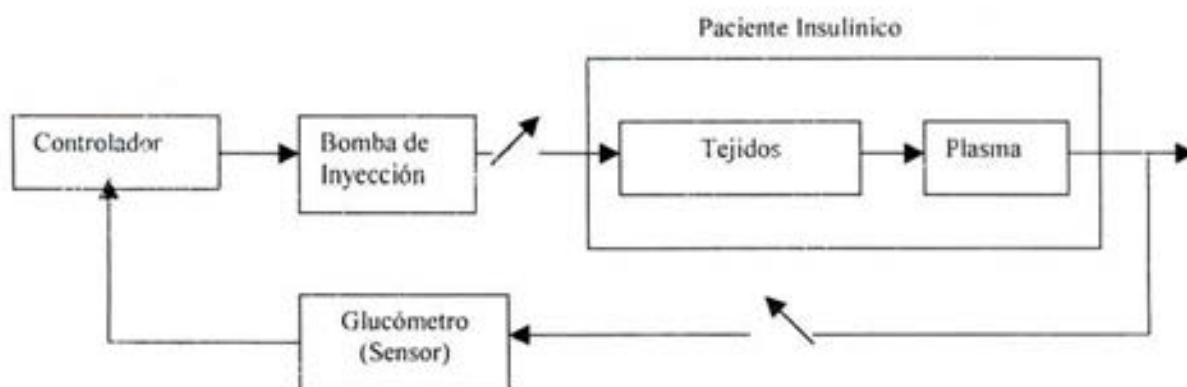 Paciente Insulínico
Controlador
Bomba de
Inyección
Tejidos
Plasma
Glucómetro
(Sensor)